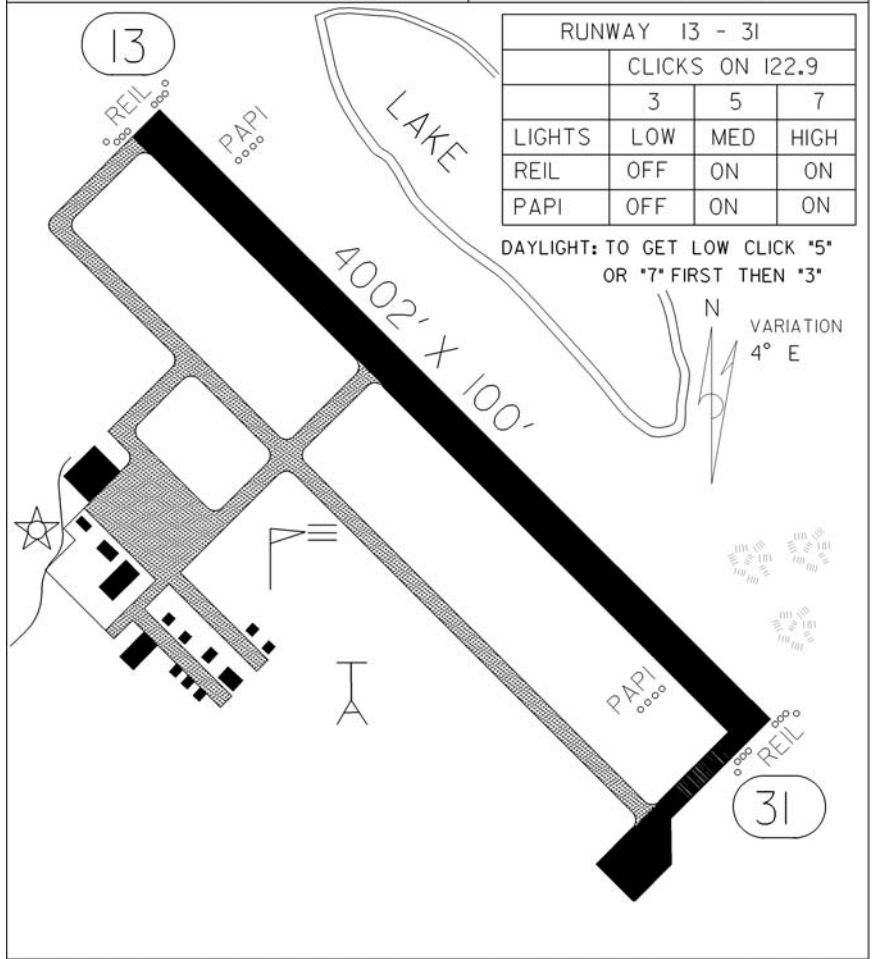 13
REIL
PAPI
LAKE
RUNWAY 13 - 31
CLICKS ON 122.9
3 5 7
LIGHTS LOW MED HIGH
REIL OFF ON ON
PAPI OFF ON ON
DAYLIGHT: TO GET LOW CLICK "5"
OR "7" FIRST THEN "3"
N
VARIATION
4° E
4002' X 100'
PAPI
REIL
31